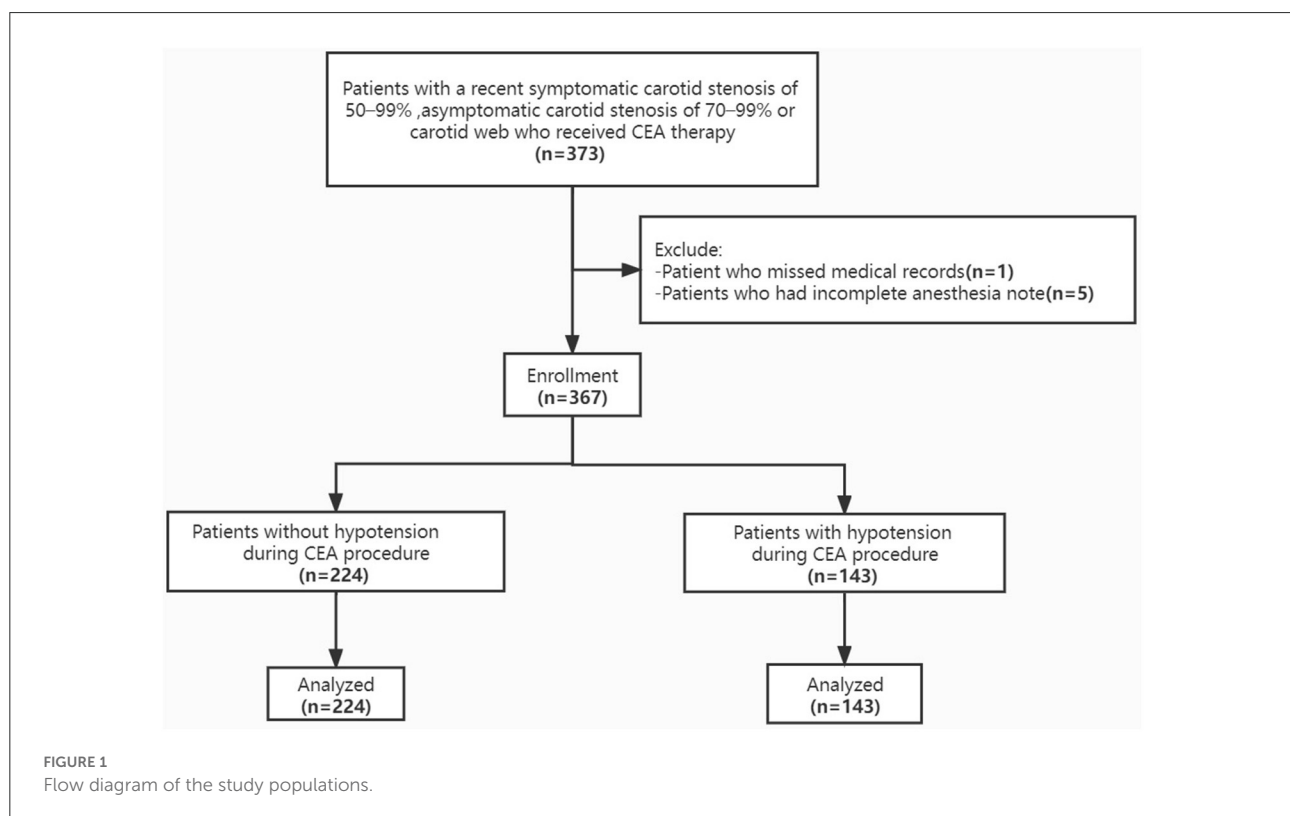 Patients with a recent symptomatic carotid stenosis of
50–99% ,asymptomatic carotid stenosis of 70–99% or
carotid web who received CEA therapy
(n=373)
Exclude:
-Patient who missed medical records(n=1)
-Patients who had incomplete anesthesia note(n=5)
Enrollment
(n=367)
Patients without hypotension
during CEA procedure
(n=224)
Patients with hypotension
during CEA procedure
(n=143)
Analyzed
(n=224)
Analyzed
(n=143)
FIGURE 1
Flow diagram of the study populations.